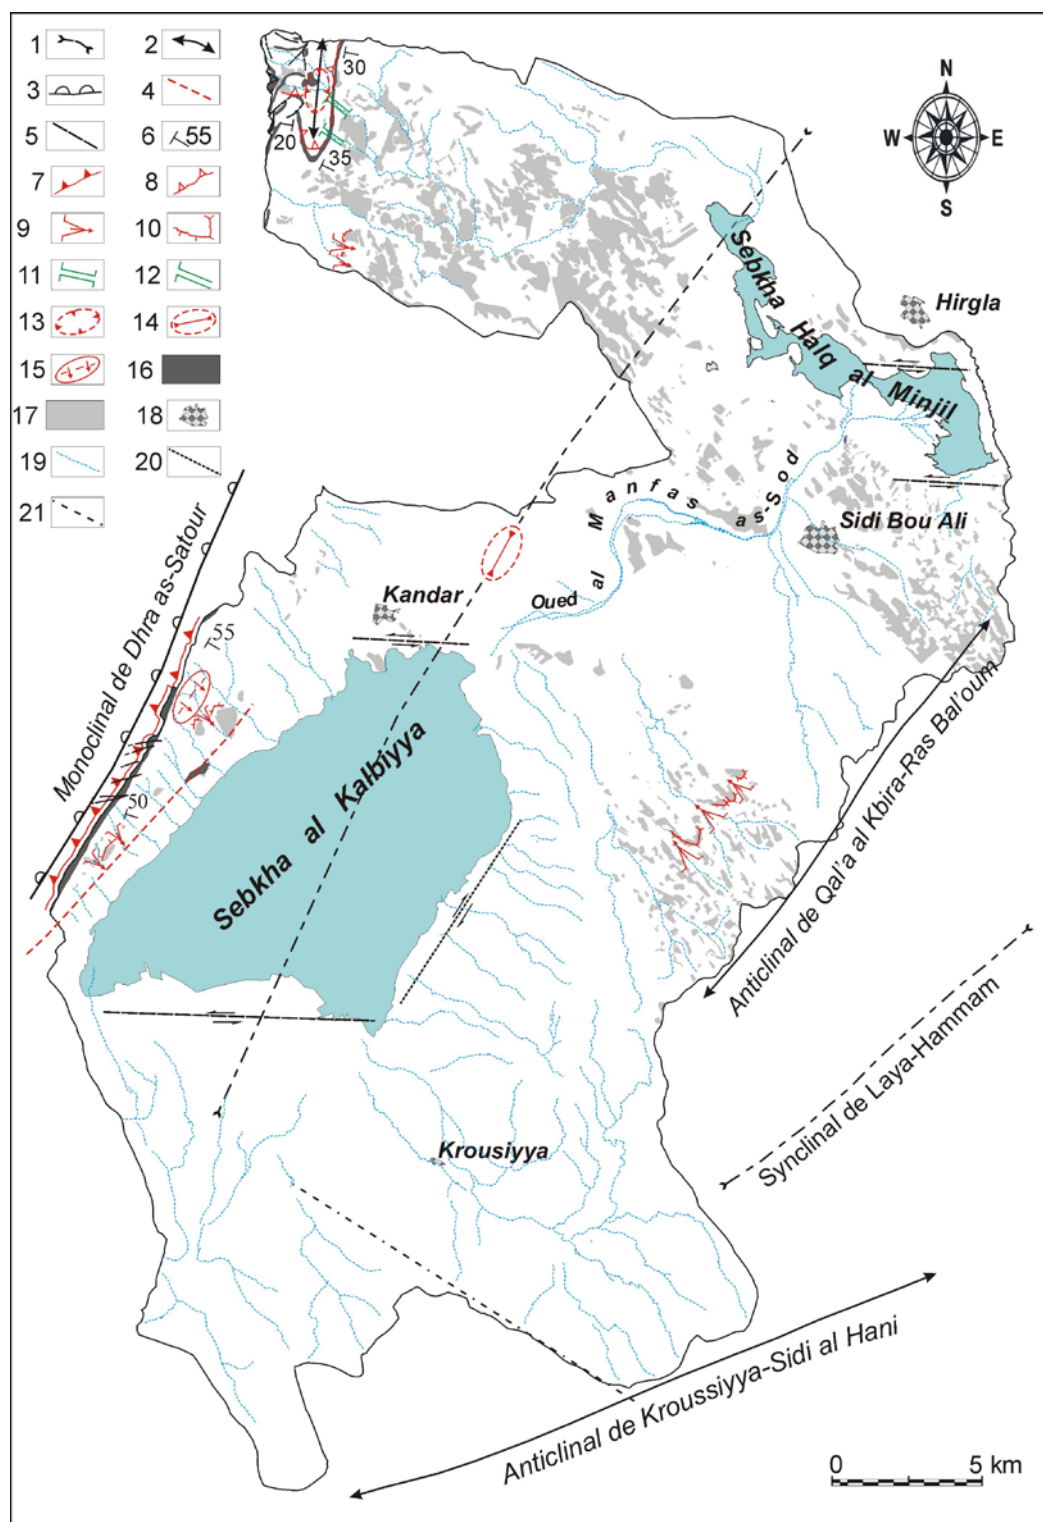 1
2
3
4
5
6
55
7
8
9
10
11
12
13
14
15
16
17
18
19
20
21
30
20
35
N
W
E
S
Sebkha Halq al Minjil
Hirgla
Oued al Manfas as-Sod
Sidi Bou Ali
Kandar
Monoclinal de Dhra as-Satour
55
50
Sebkha al Kalbiyya
Anticlinal de Qal'a al Kbira-Ras Bal'oum
Synclinal de Laya-Hammam
Krousiyya
Anticlinal de Kroussiyya-Sidi al Hani
0
5 km